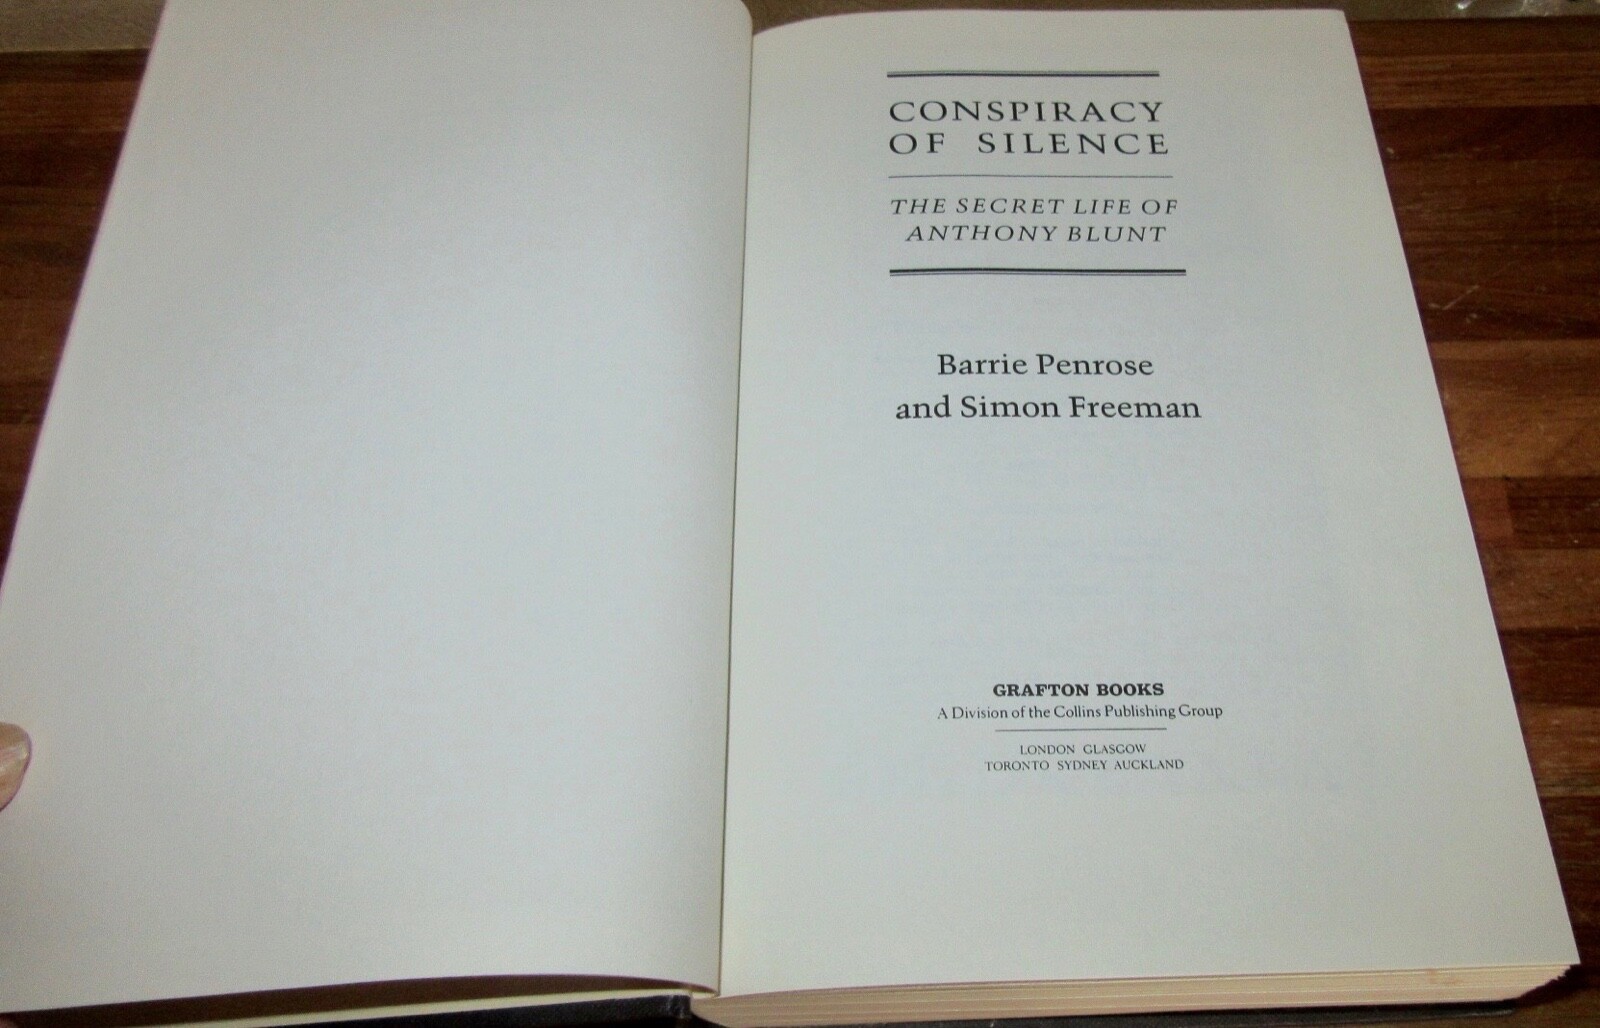 CONSPIRACY
OF SILENCE
THE SECRET LIFE OF
ANTHONY BLUNT
Barrie Penrose
and Simon Freeman
GRAFTON BOOKS
A Division of the Collins Publishing Group
LONDON GLASGOW
TORONTO SYDNEY AUCKLAND